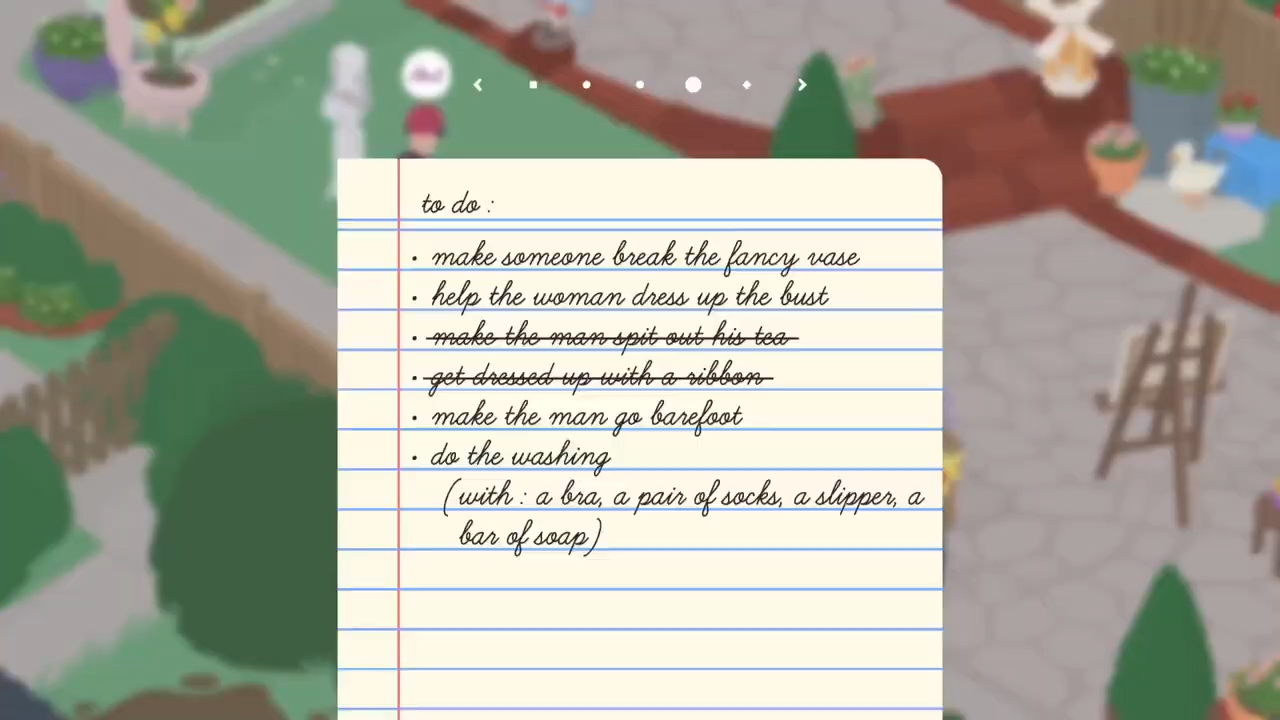 to do :
• make someone break the fancy vase
• help the woman dress up the bust
• make the man spit out his tea
• get dressed up with a ribbon
• make the man go barefoot
• do the washing
(with : a bra, a pair of socks, a slipper, a
bar of soap)